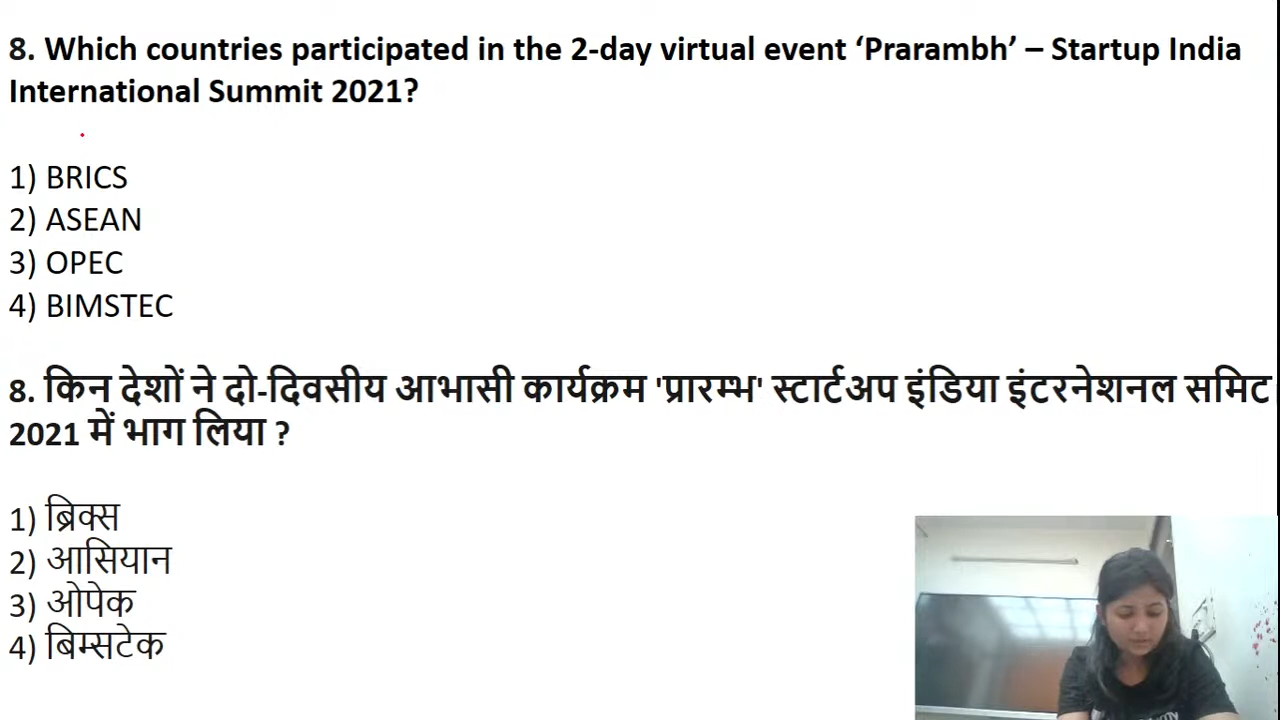 8. Which countries participated in the 2-day virtual event ‘Prarambh’ – Startup India
International Summit 2021?
1) BRICS
2) ASEAN
3) OPEC
4) BIMSTEC
8. किन देशों ने दो-दिवसीय आभासी कार्यक्रम 'प्रारम्भ' स्टार्टअप इंडिया इंटरनेशनल समिट
2021 में भाग लिया ?
1) ब्रिक्स
2) आसियान
3) ओपेक
4) बिम्सटेक